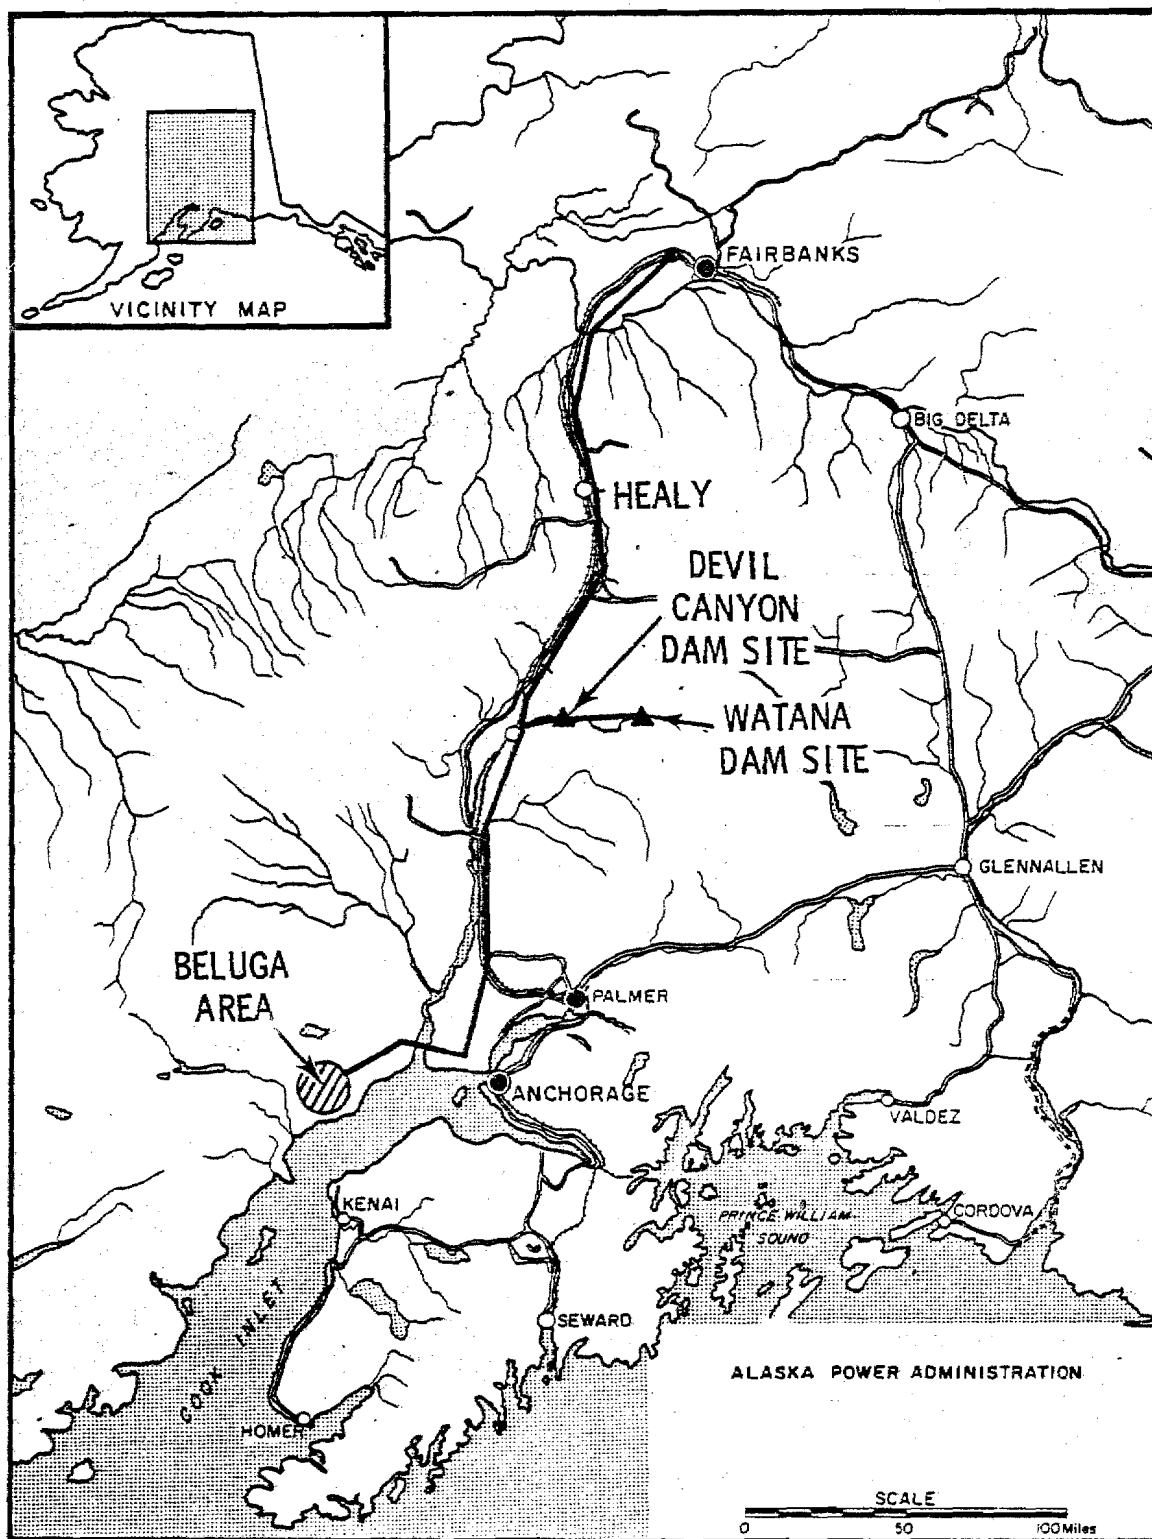 VICINITY MAP
FAIRBANKS
BIG DELTA
HEALY
DEVIL
CANYON
DAM SITE
WATANA
DAM SITE
GLENNALLEN
BELUGA
AREA
PALMER
ANCHORAGE
VALDEZ
KENAI
PRINCE WILLIAM
SOUND
CORDOVA
COOK INLET
SEWARD
HOMER
ALASKA POWER ADMINISTRATION
SCALE
0 50 100 Miles